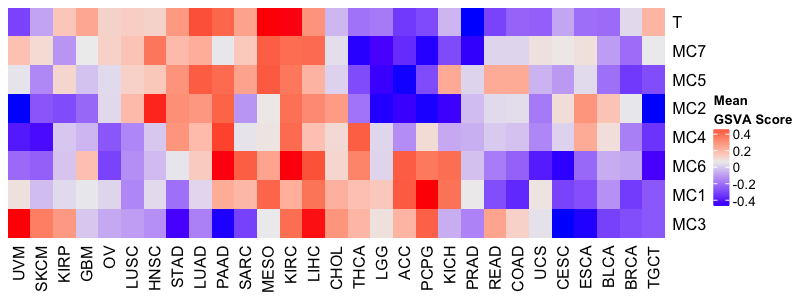 T
MC7
MC5
MC2
MC4
MC6
MC1
MC3
Mean
GSVA Score
0.4
0.2
0
-0.2
-0.4
UVM SKCM KIRP GBM OV LUSC HNSC STAD LUAD PAAD SARC MESO KIRC LIHC CHOL THCA LGG ACC PCPG KICH PRAD READ COAD UCS CESC ESCA BLCA BRCA TGCT